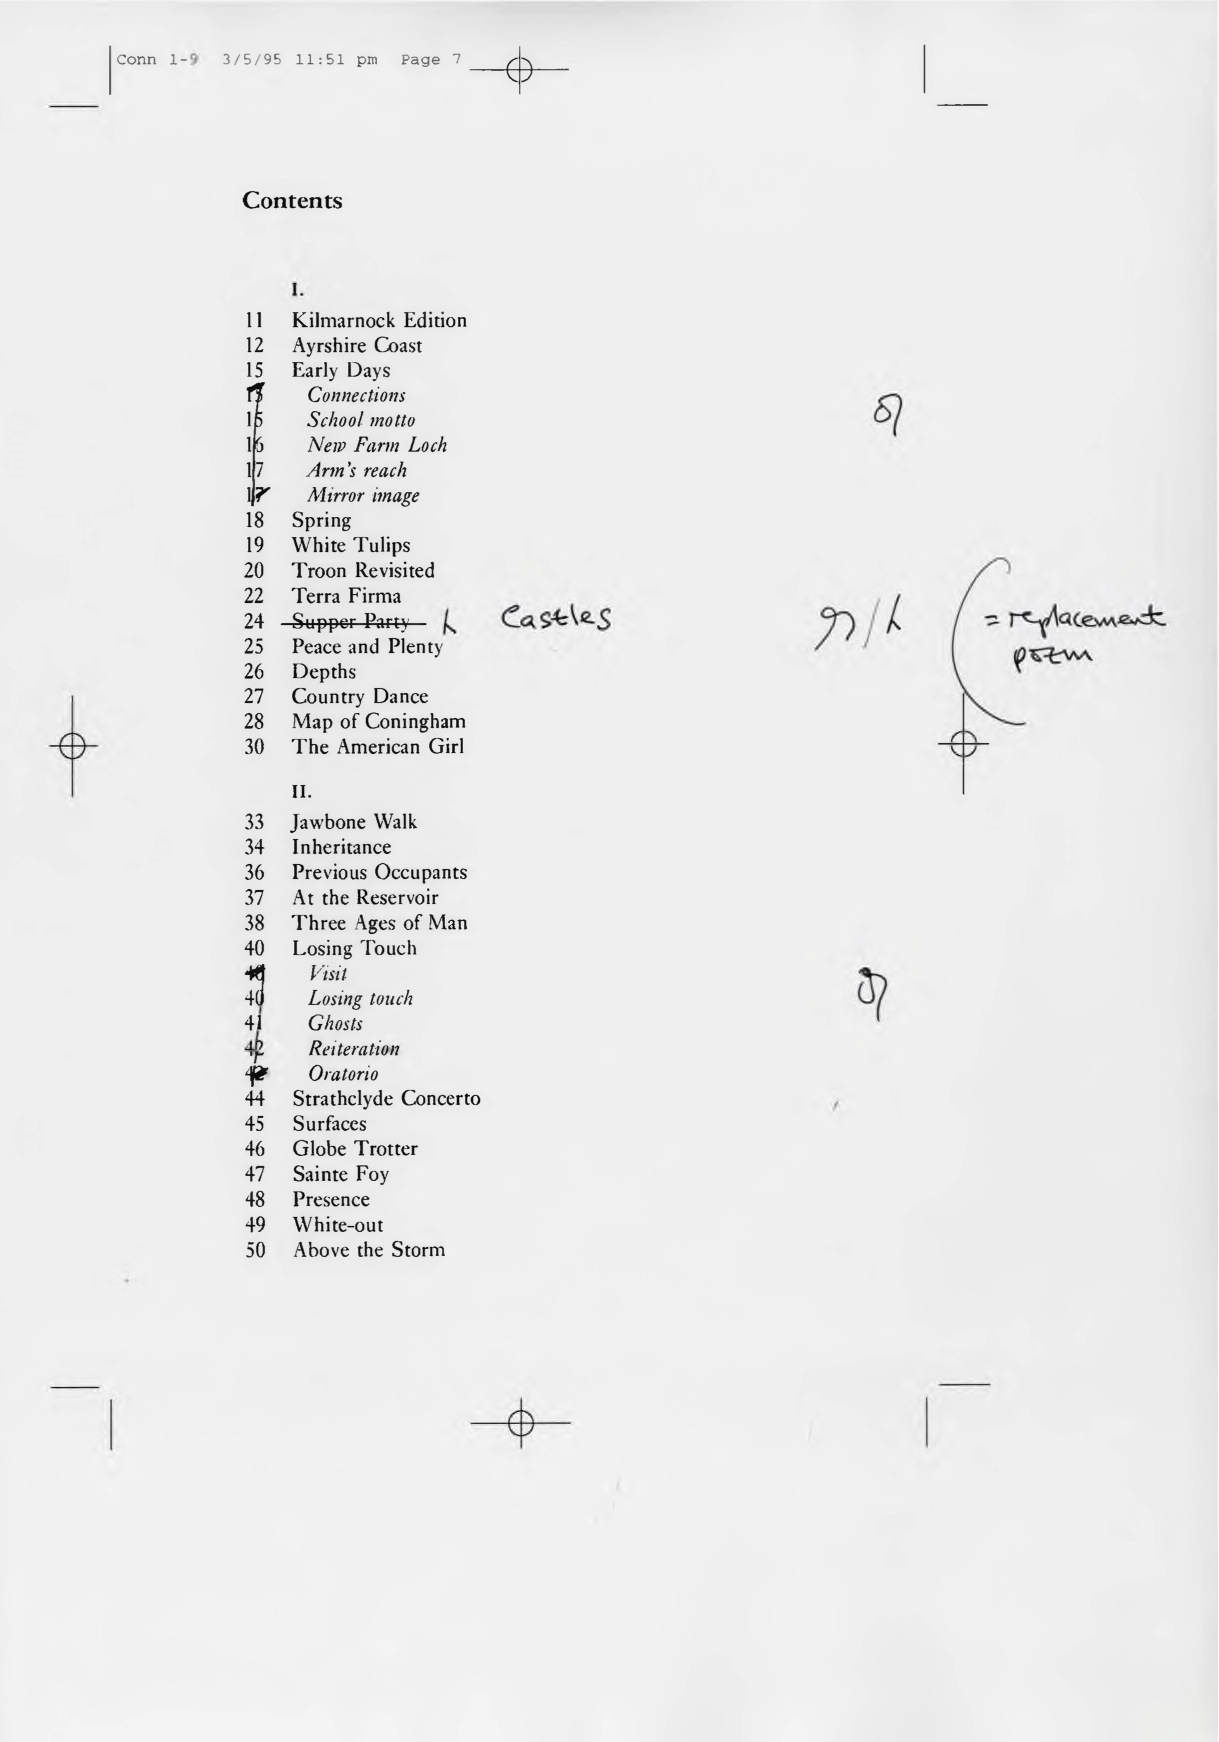 Conn 1-9 3/5/95 11:51 pm Page 7
Contents
I.
11 Kilmarnock Edition
12 Ayrshire Coast
15 Early Days
13 Connections
15 School motto
16 New Farm Loch
17 Arm's reach
17 Mirror image
18 Spring
19 White Tulips
20 Troon Revisited
22 Terra Firma
24 Supper Party Castles = replacement
poem
25 Peace and Plenty
26 Depths
27 Country Dance
28 Map of Coningham
30 The American Girl
II.
33 Jawbone Walk
34 Inheritance
36 Previous Occupants
37 At the Reservoir
38 Three Ages of Man
40 Losing Touch
Visit
40 Losing touch
41 Ghosts
42 Reiteration
Oratorio
44 Strathclyde Concerto
45 Surfaces
46 Globe Trotter
47 Sainte Foy
48 Presence
49 White-out
50 Above the Storm